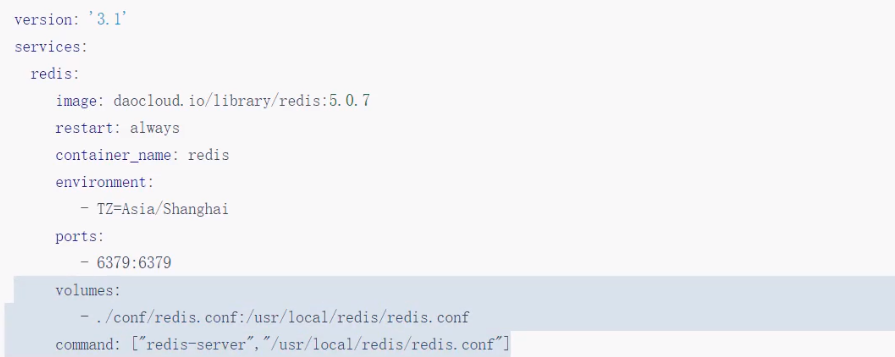 version: '3.1'
services:
  redis:
    image: daocloud.io/library/redis:5.0.7
    restart: always
    container_name: redis
    environment:
      - TZ=Asia/Shanghai
    ports:
      - 6379:6379
    volumes:
      - ./conf/redis.conf:/usr/local/redis/redis.conf
    command: ["redis-server","/usr/local/redis/redis.conf"]